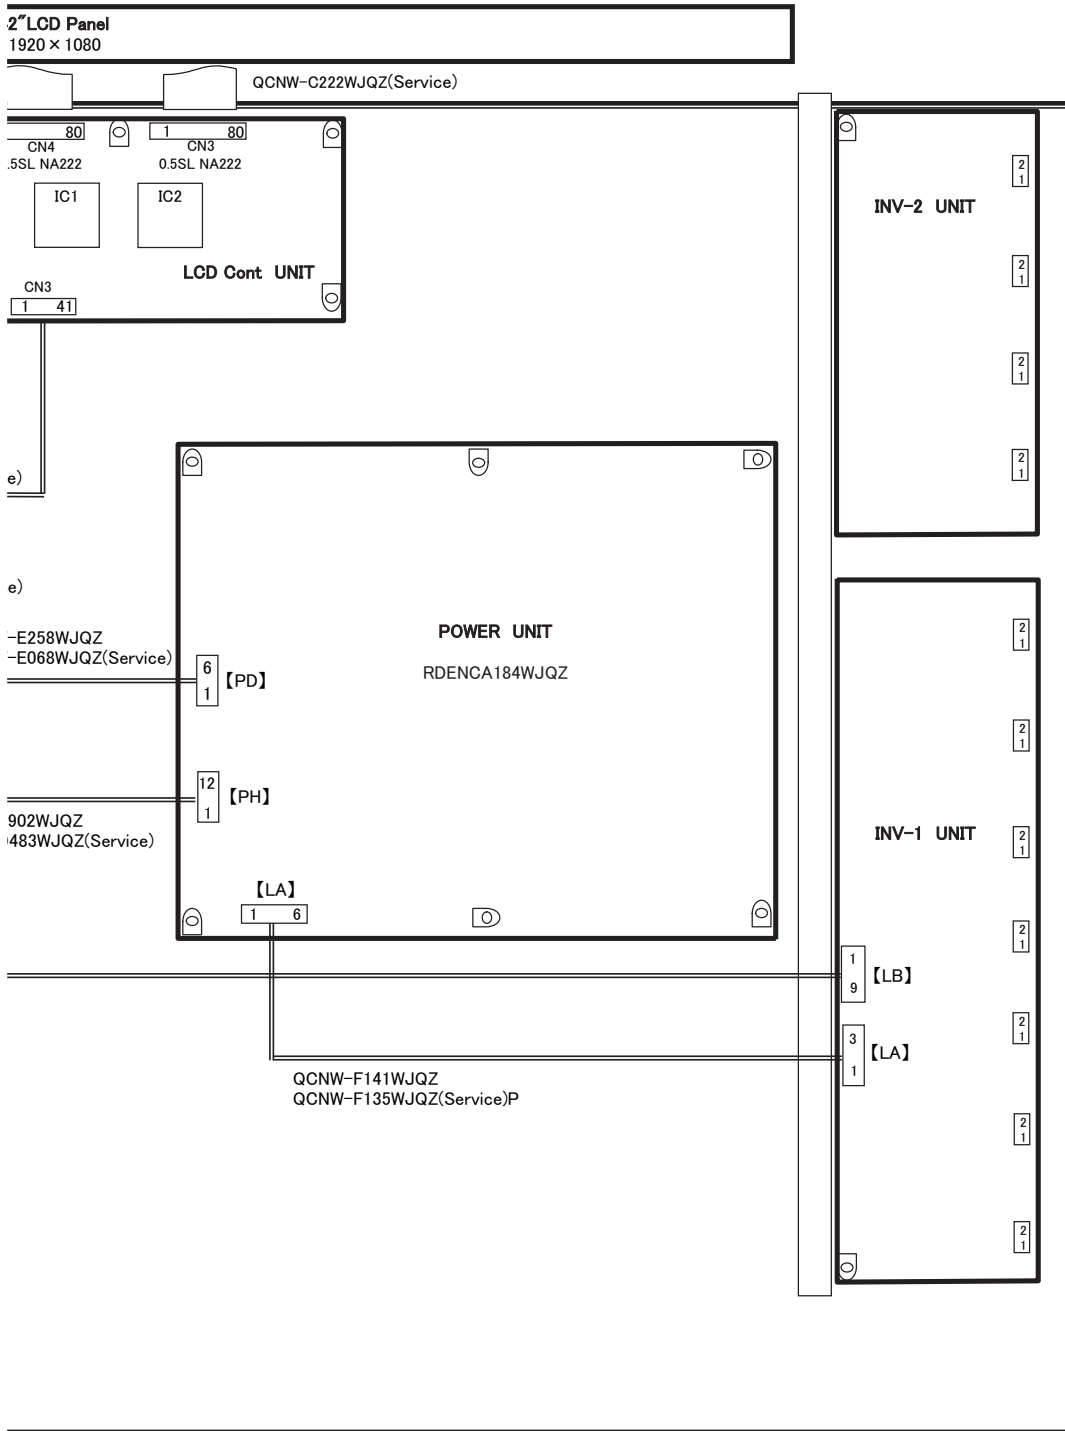 2″LCD Panel
1920×1080
QCNW-C222WJQZ(Service)
80
CN4
.5SL NA222
1 80
CN3
0.5SL NA222
IC1
IC2
LCD Cont UNIT
CN3
1 41
INV-2 UNIT
2
1
2
1
2
1
2
1
e)
e)
-E258WJQZ
-E068WJQZ(Service)
6
1
【PD】
POWER UNIT
RDENCA184WJQZ
12
1
【PH】
902WJQZ
483WJQZ(Service)
【LA】
1 6
INV-1 UNIT
2
1
2
1
2
1
2
1
2
1
2
1
2
1
1
9
【LB】
3
1
【LA】
QCNW-F141WJQZ
QCNW-F135WJQZ(Service)P